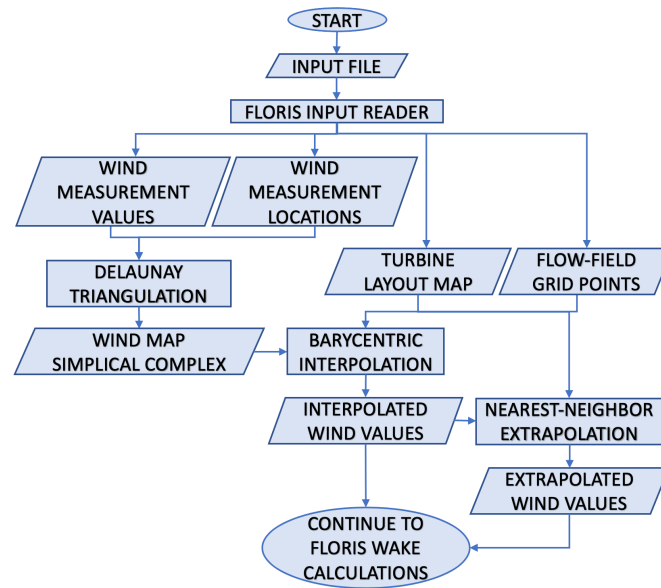 START
INPUT FILE
FLORIS INPUT READER
WIND
MEASUREMENT
VALUES
WIND
MEASUREMENT
LOCATIONS
DELAUNAY
TRIANGULATION
TURBINE
LAYOUT MAP
FLOW-FIELD
GRID POINTS
WIND MAP
SIMPLICAL COMPLEX
BARYCENTRIC
INTERPOLATION
INTERPOLATED
WIND VALUES
NEAREST-NEIGHBOR
EXTRAPOLATION
EXTRAPOLATED
WIND VALUES
CONTINUE TO
FLORIS WAKE
CALCULATIONS